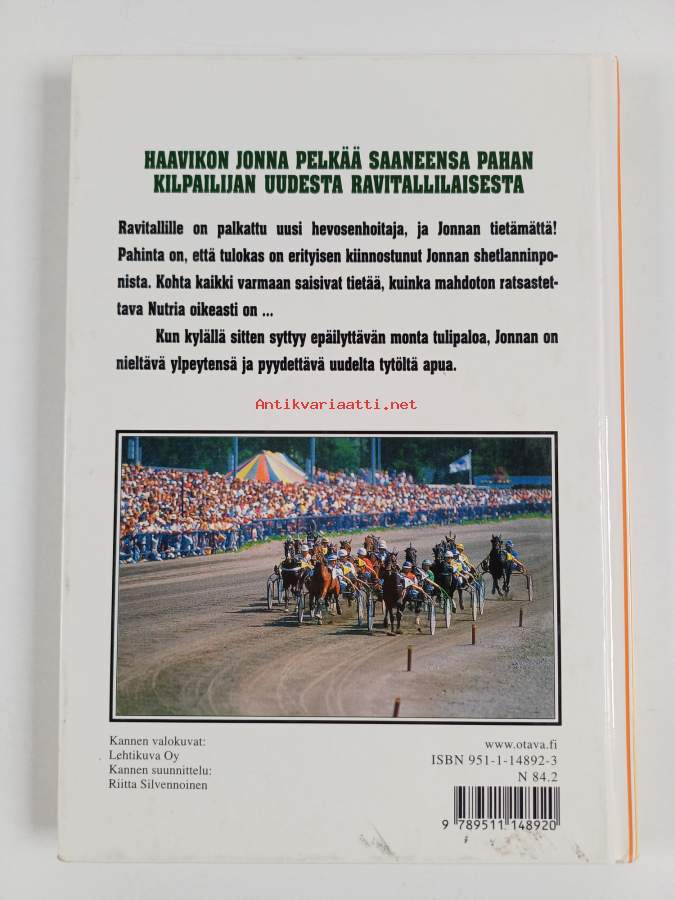 HAAVIKON JONNA PELKÄÄ SAANEENSA PAHAN
KILPAILIJAN UUDESTA RAVITALLILAISESTA
Ravitallille on palkattu uusi hevosenhoitaja, ja Jonnan tietämättä!
Pahinta on, että tulokas on erityisen kiinnostunut Jonnan shetlanninpo-
nista. Kohta kaikki varmaan saisivat tietää, kuinka mahdoton ratsastet-
tava Nutria oikeasti on ...
Kun kylällä sitten syttyy epäilyttävän monta tulipaloa, Jonnan on
nieltävä ylpeytensä ja pyydettävä uudelta tytöltä apua.
Antikvariaatti.net
Kannen valokuvat:
Lehtikuva Oy
Kannen suunnittelu:
Riitta Silvennoinen
www.otava.fi
ISBN 951-1-14892-3
N 84.2
9 789511 148920